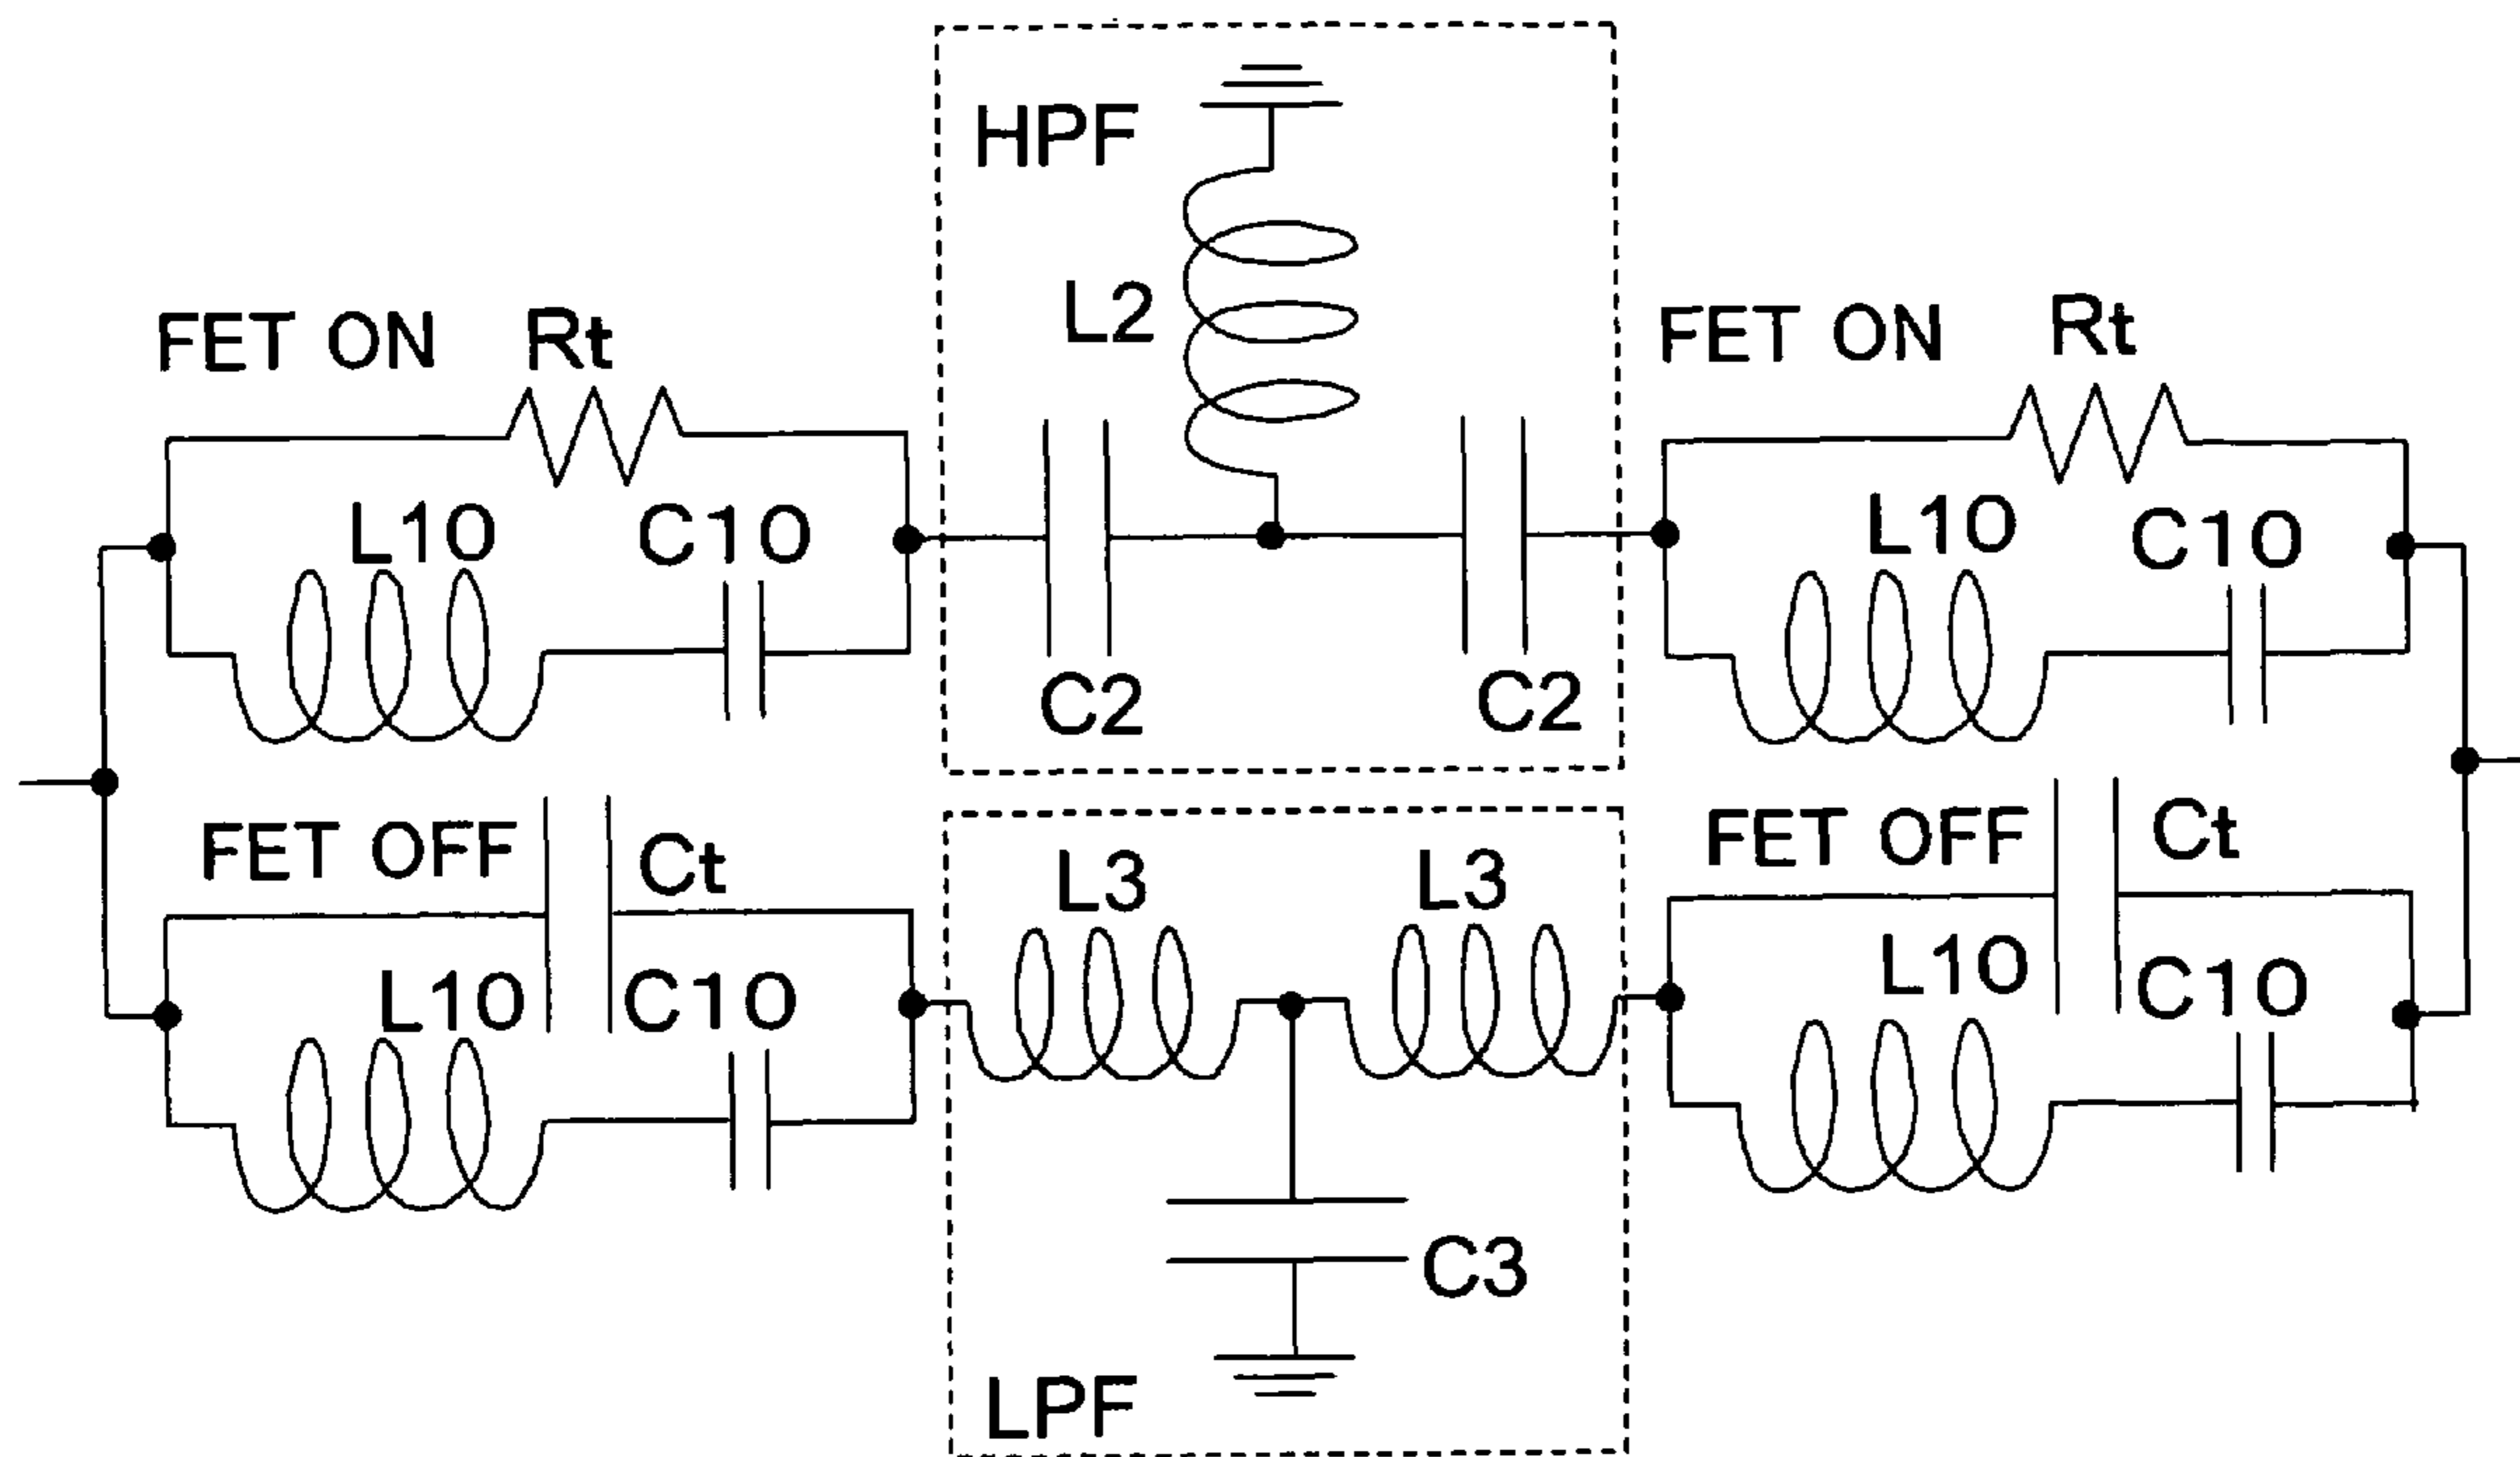 HPF
L2
FET ON Rt
FET ON Rt
L10 C10
L10 C10
C2 C2
FET OFF Ct
L3 L3
FET OFF Ct
L10 C10
L10 C10
C3
LPF